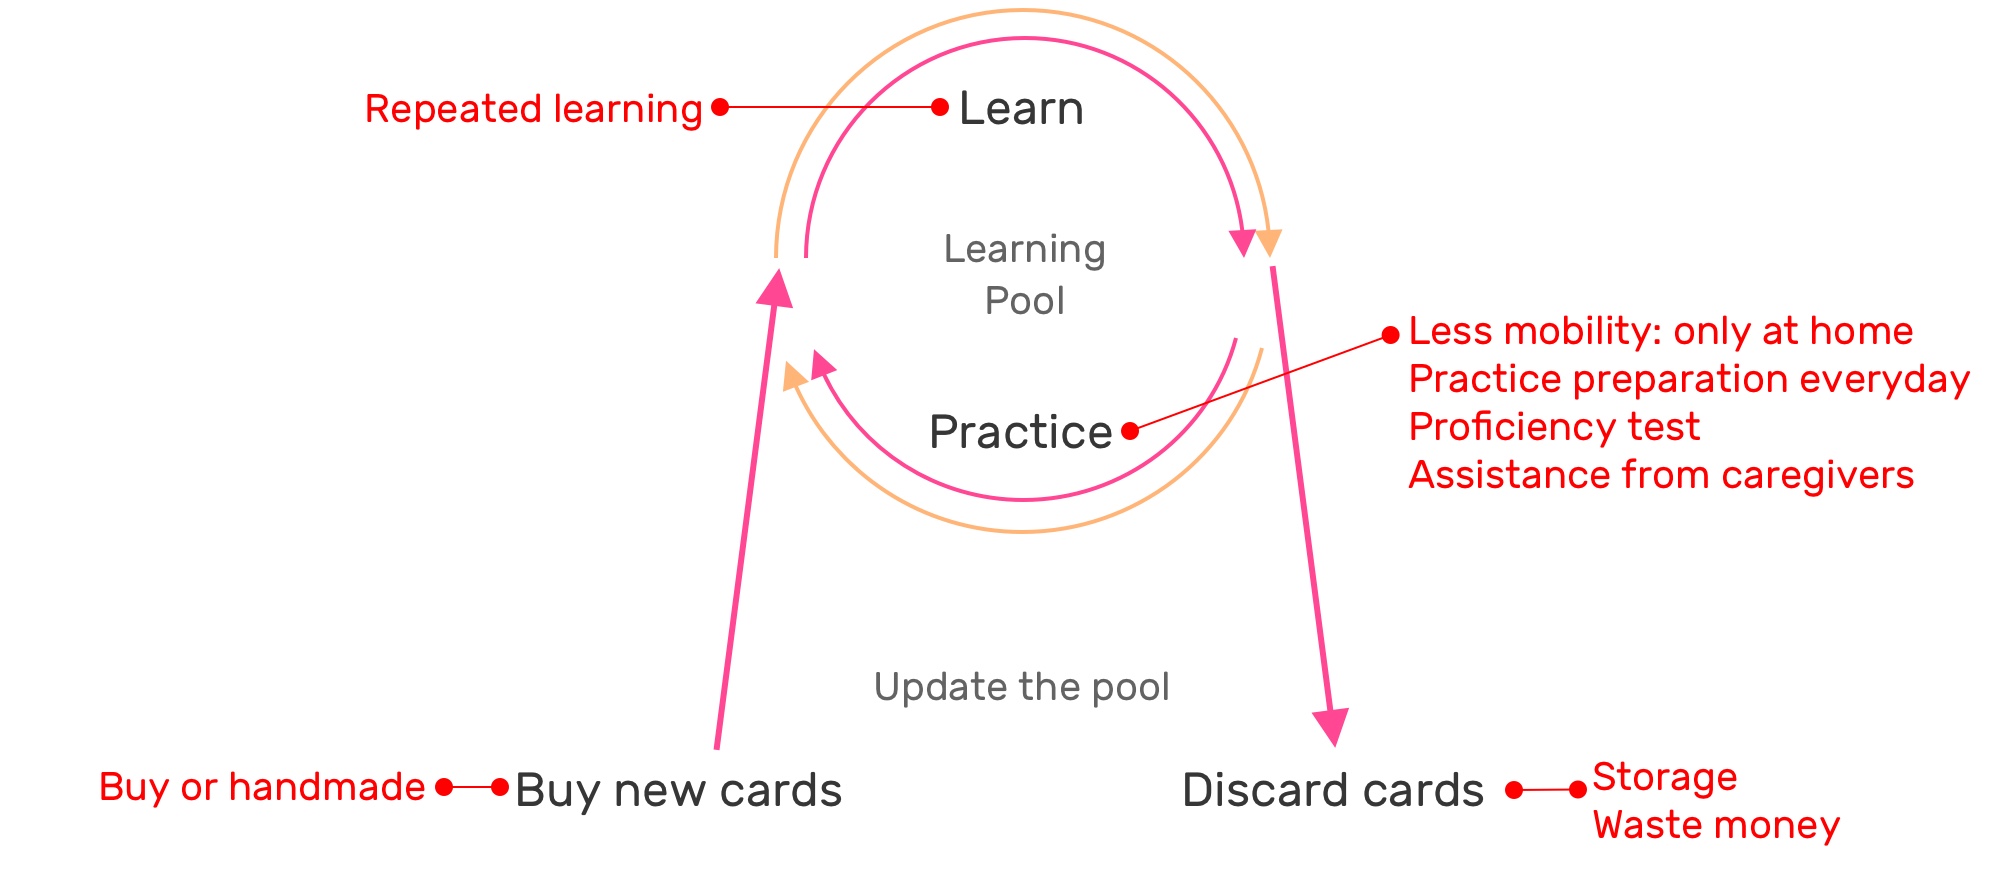 Repeated learning
Learn
Learning
Pool
Less mobility: only at home
Practice preparation everyday
Proficiency test
Assistance from caregivers
Practice
Update the pool
Buy or handmade
Buy new cards
Discard cards
Storage
Waste money